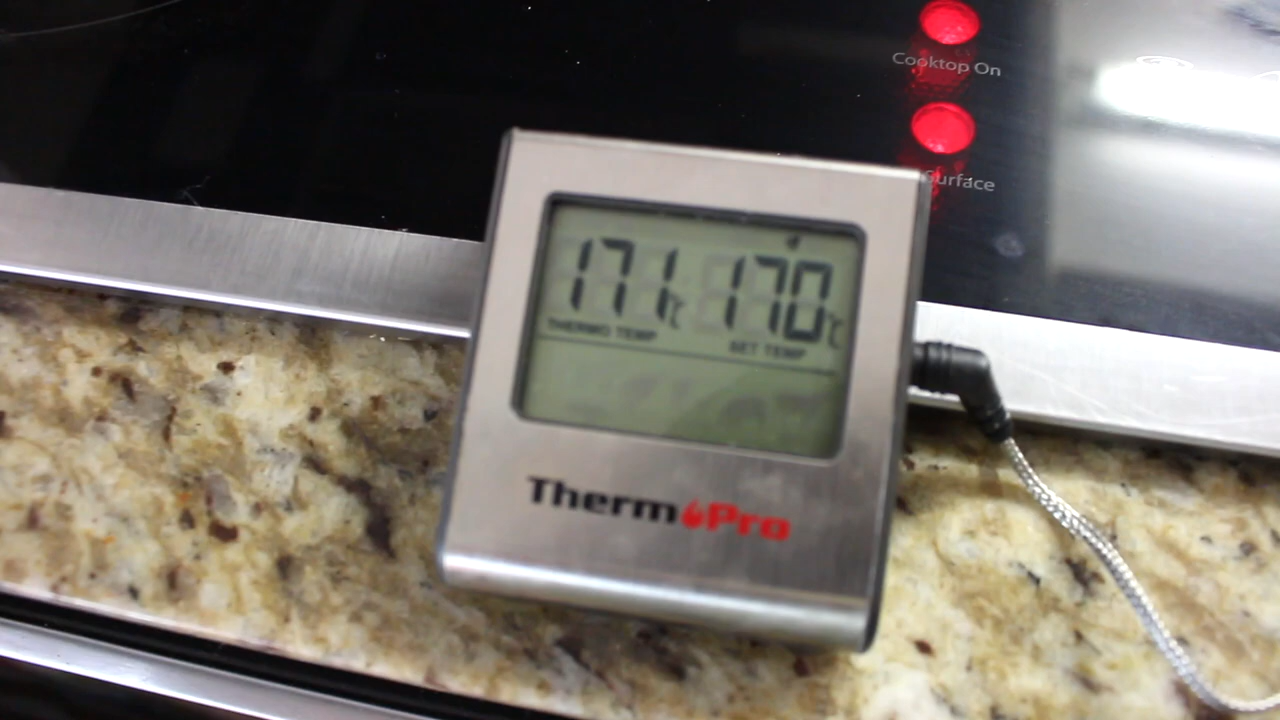 Cooktop On
Surface
171°C 170°C
THERMO TEMP SET TEMP
ThermoPro